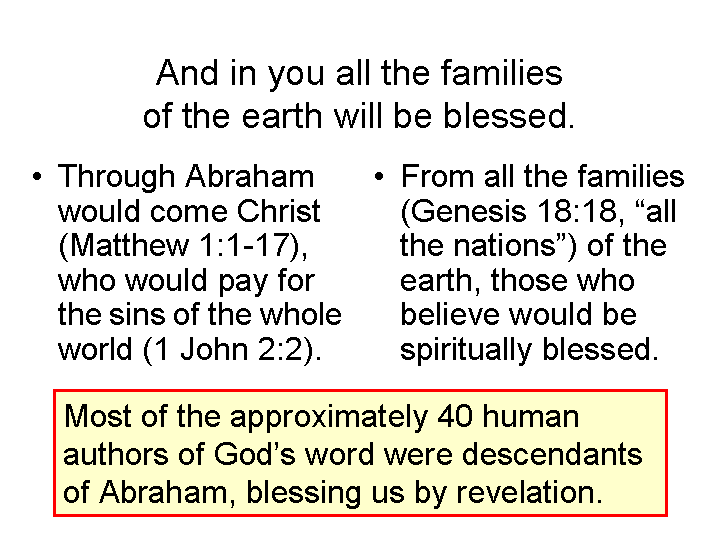 And in you all the families
of the earth will be blessed.
• Through Abraham
would come Christ
(Matthew 1:1-17),
who would pay for
the sins of the whole
world (1 John 2:2).
• From all the families
(Genesis 18:18, “all
the nations”) of the
earth, those who
believe would be
spiritually blessed.
Most of the approximately 40 human
authors of God’s word were descendants
of Abraham, blessing us by revelation.